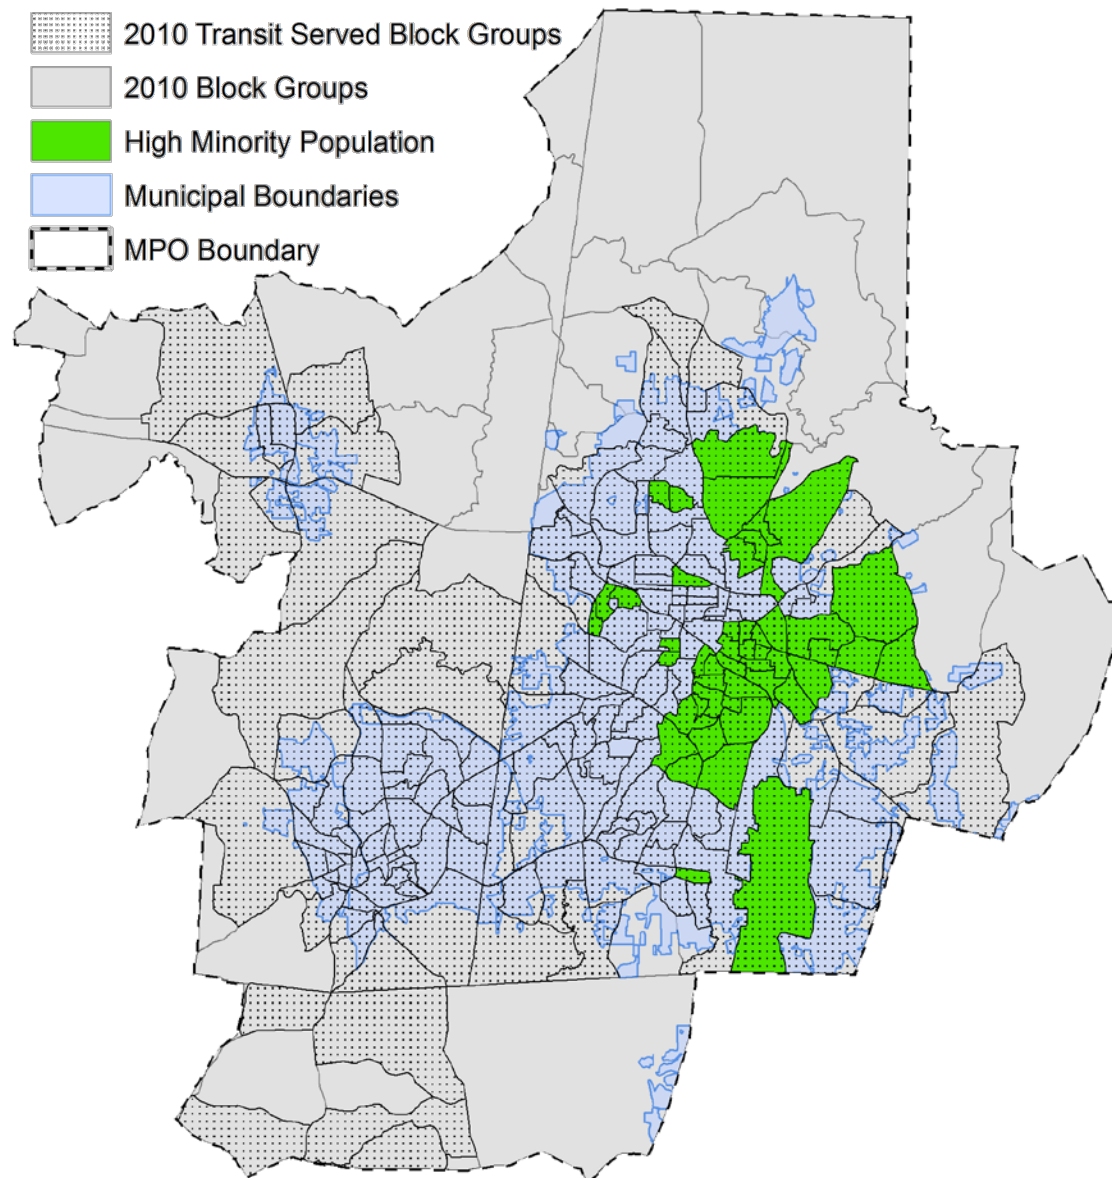 2010 Transit Served Block Groups
2010 Block Groups
High Minority Population
Municipal Boundaries
MPO Boundary